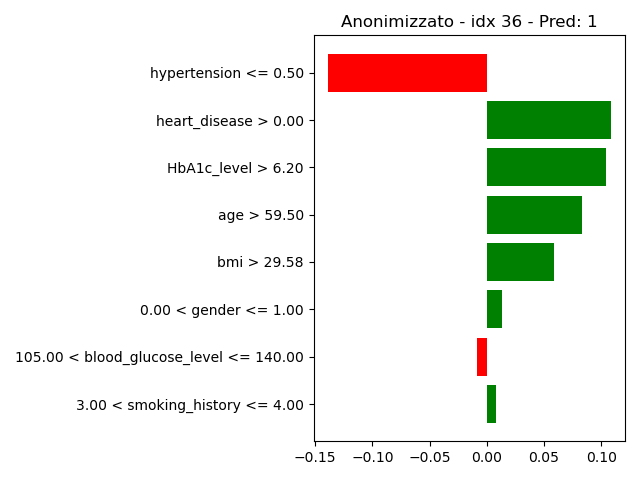 Anonimizzato - idx 36 - Pred: 1
hypertension <= 0.50
heart_disease > 0.00
HbA1c_level > 6.20
age > 59.50
bmi > 29.58
0.00 < gender <= 1.00
105.00 < blood_glucose_level <= 140.00
3.00 < smoking_history <= 4.00
−0.15 −0.10 −0.05 0.00 0.05 0.10